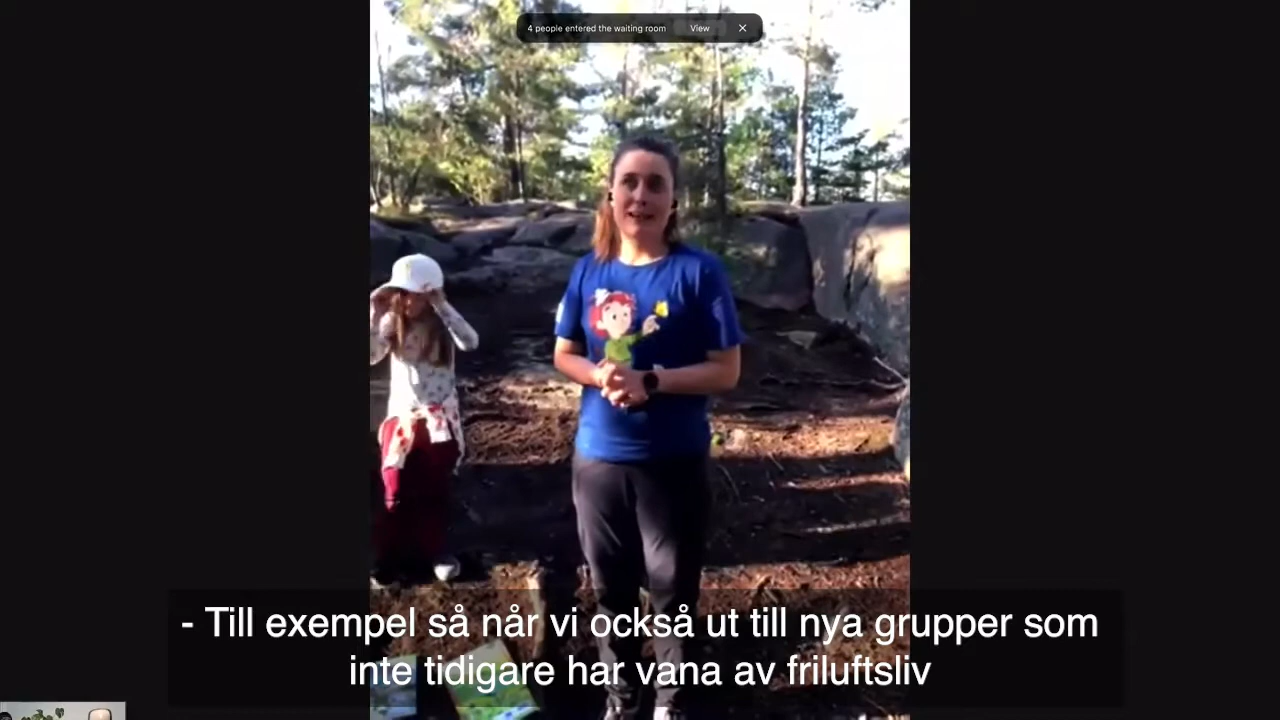 4 people entered the waiting room View
- Till exempel så når vi också ut till nya grupper som
inte tidigare har vana av friluftsliv